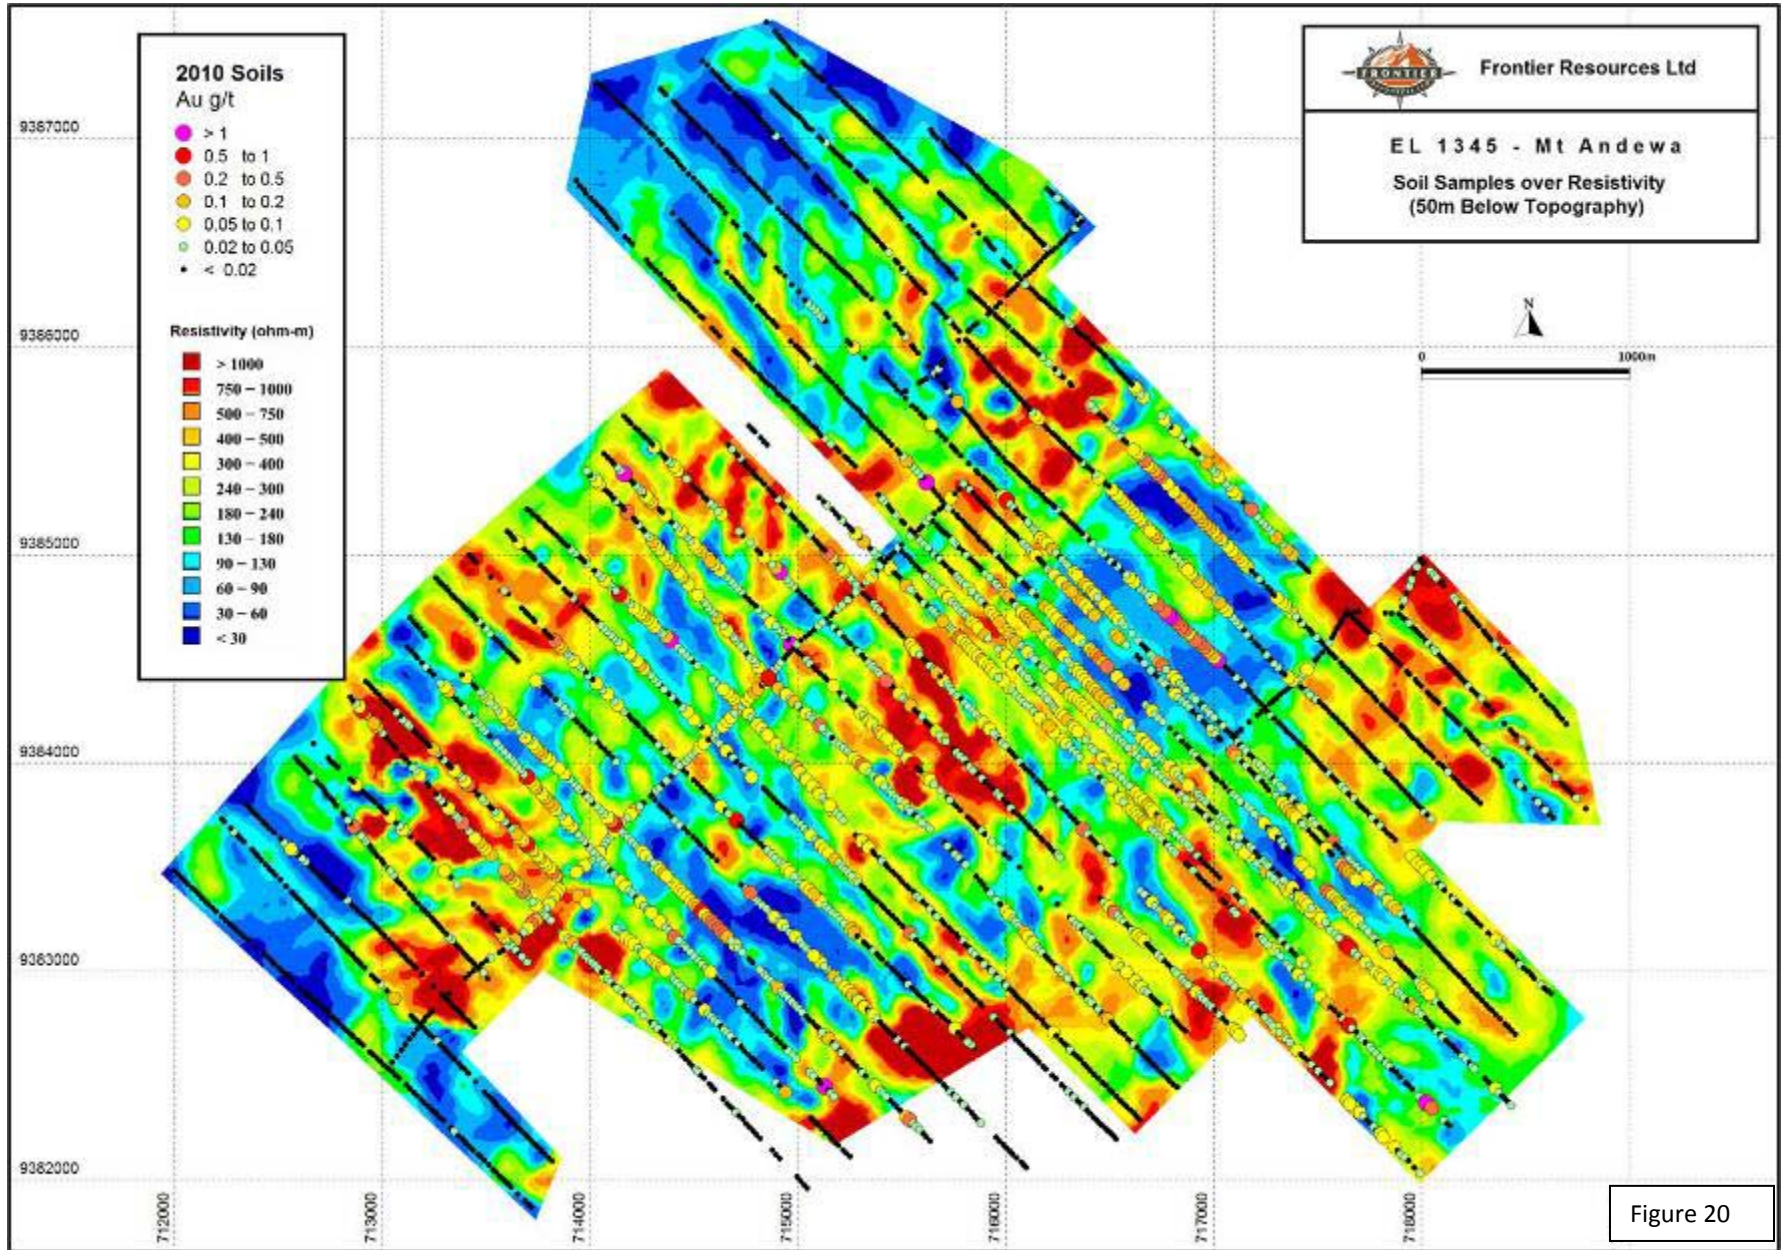 2010 Soils
Au g/t
> 1
0.5 to 1
0.2 to 0.5
0.1 to 0.2
0.05 to 0.1
0.02 to 0.05
< 0.02
Resistivity (ohm-m)
> 1000
750 – 1000
500 – 750
400 – 500
300 – 400
240 – 300
180 – 240
130 – 180
90 – 130
60 – 90
30 – 60
< 30
FRONTIER
Frontier Resources Ltd
EL 1345 - Mt Andewa
Soil Samples over Resistivity
(50m Below Topography)
N
0 1000m
9387000
9386000
9385000
9384000
9383000
9382000
712000
713000
714000
715000
716000
717000
718000
Figure 20